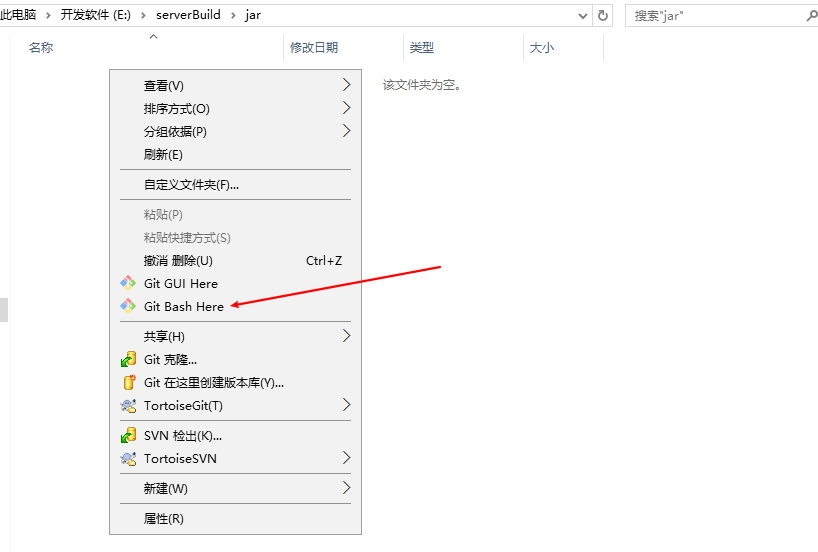 此电脑 › 开发软件 (E:) › serverBuild › jar
搜索"jar"
名称 修改日期 类型 大小
该文件夹为空。
查看(V)
排序方式(O)
分组依据(P)
刷新(E)
自定义文件夹(F)...
粘贴(P)
粘贴快捷方式(S)
撤消 删除(U) Ctrl+Z
Git GUI Here
Git Bash Here
共享(H)
Git 克隆...
Git 在这里创建版本库(Y)...
TortoiseGit(T)
SVN 检出(K)...
TortoiseSVN
新建(W)
属性(R)